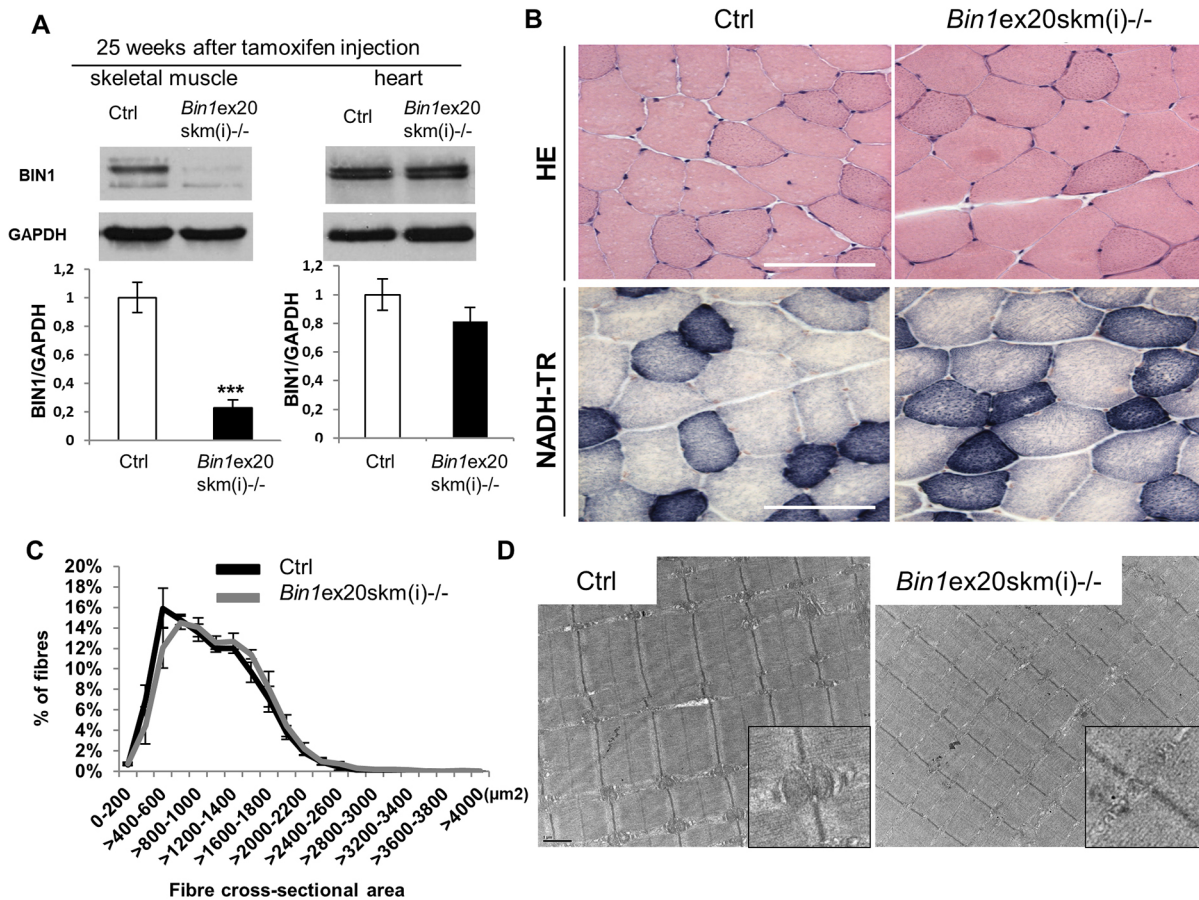 A
25 weeks after tamoxifen injection
skeletal muscle
heart
Ctrl
Bin1ex20
skm(i)-/-
Ctrl
Bin1ex20
skm(i)-/-
BIN1
GAPDH
BIN1/GAPDH
1,2
1
0,8
0,6
0,4
0,2
0
***
Ctrl
Bin1ex20
skm(i)-/-
BIN1/GAPDH
1,2
1
0,8
0,6
0,4
0,2
0
Ctrl
Bin1ex20
skm(i)-/-
B
Ctrl
Bin1ex20skm(i)-/-
HE
NADH-TR
C
Ctrl
Bin1ex20skm(i)-/-
% of fibres
20%
18%
16%
14%
12%
10%
8%
6%
4%
2%
0%
0-200
>400-600
>800-1000
>1200-1400
>1600-1800
>2000-2200
>2400-2600
>2800-3000
>3200-3400
>3600-3800
>4000
(µm2)
Fibre cross-sectional area
D
Ctrl
Bin1ex20skm(i)-/-